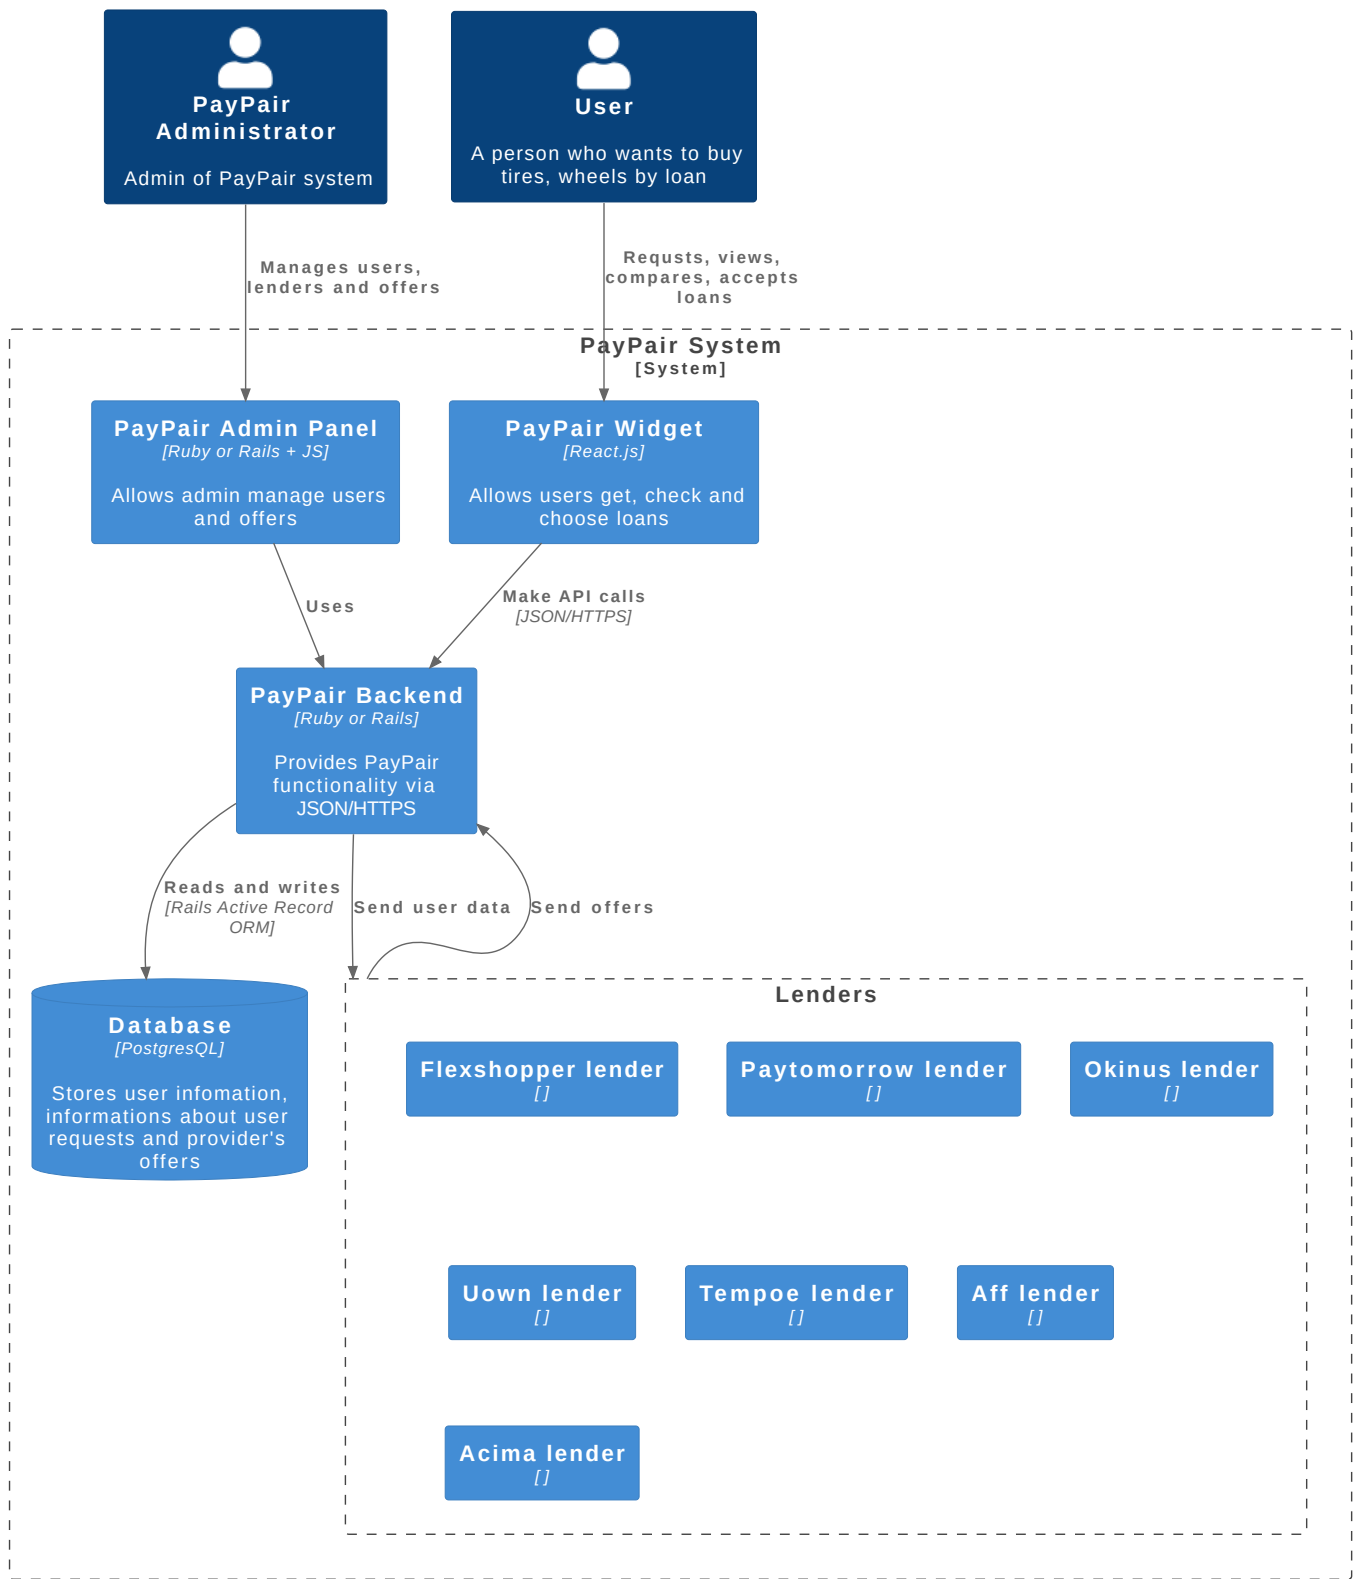 PayPair
Administrator
Admin of PayPair system
User
A person who wants to buy
tires, wheels by loan
Manages users,
lenders and offers
Requsts, views,
compares, accepts
loans
PayPair System
[System]
PayPair Admin Panel
[Ruby or Rails + JS]
Allows admin manage users
and offers
PayPair Widget
[React.js]
Allows users get, check and
choose loans
Uses
Make API calls
[JSON/HTTPS]
PayPair Backend
[Ruby or Rails]
Provides PayPair
functionality via
JSON/HTTPS
Reads and writes
[Rails Active Record
ORM]
Send user data
Send offers
Database
[PostgresQL]
Stores user infomation,
informations about user
requests and provider's
offers
Lenders
Flexshopper lender
[ ]
Paytomorrow lender
[ ]
Okinus lender
[ ]
Uown lender
[ ]
Tempoe lender
[ ]
Aff lender
[ ]
Acima lender
[ ]